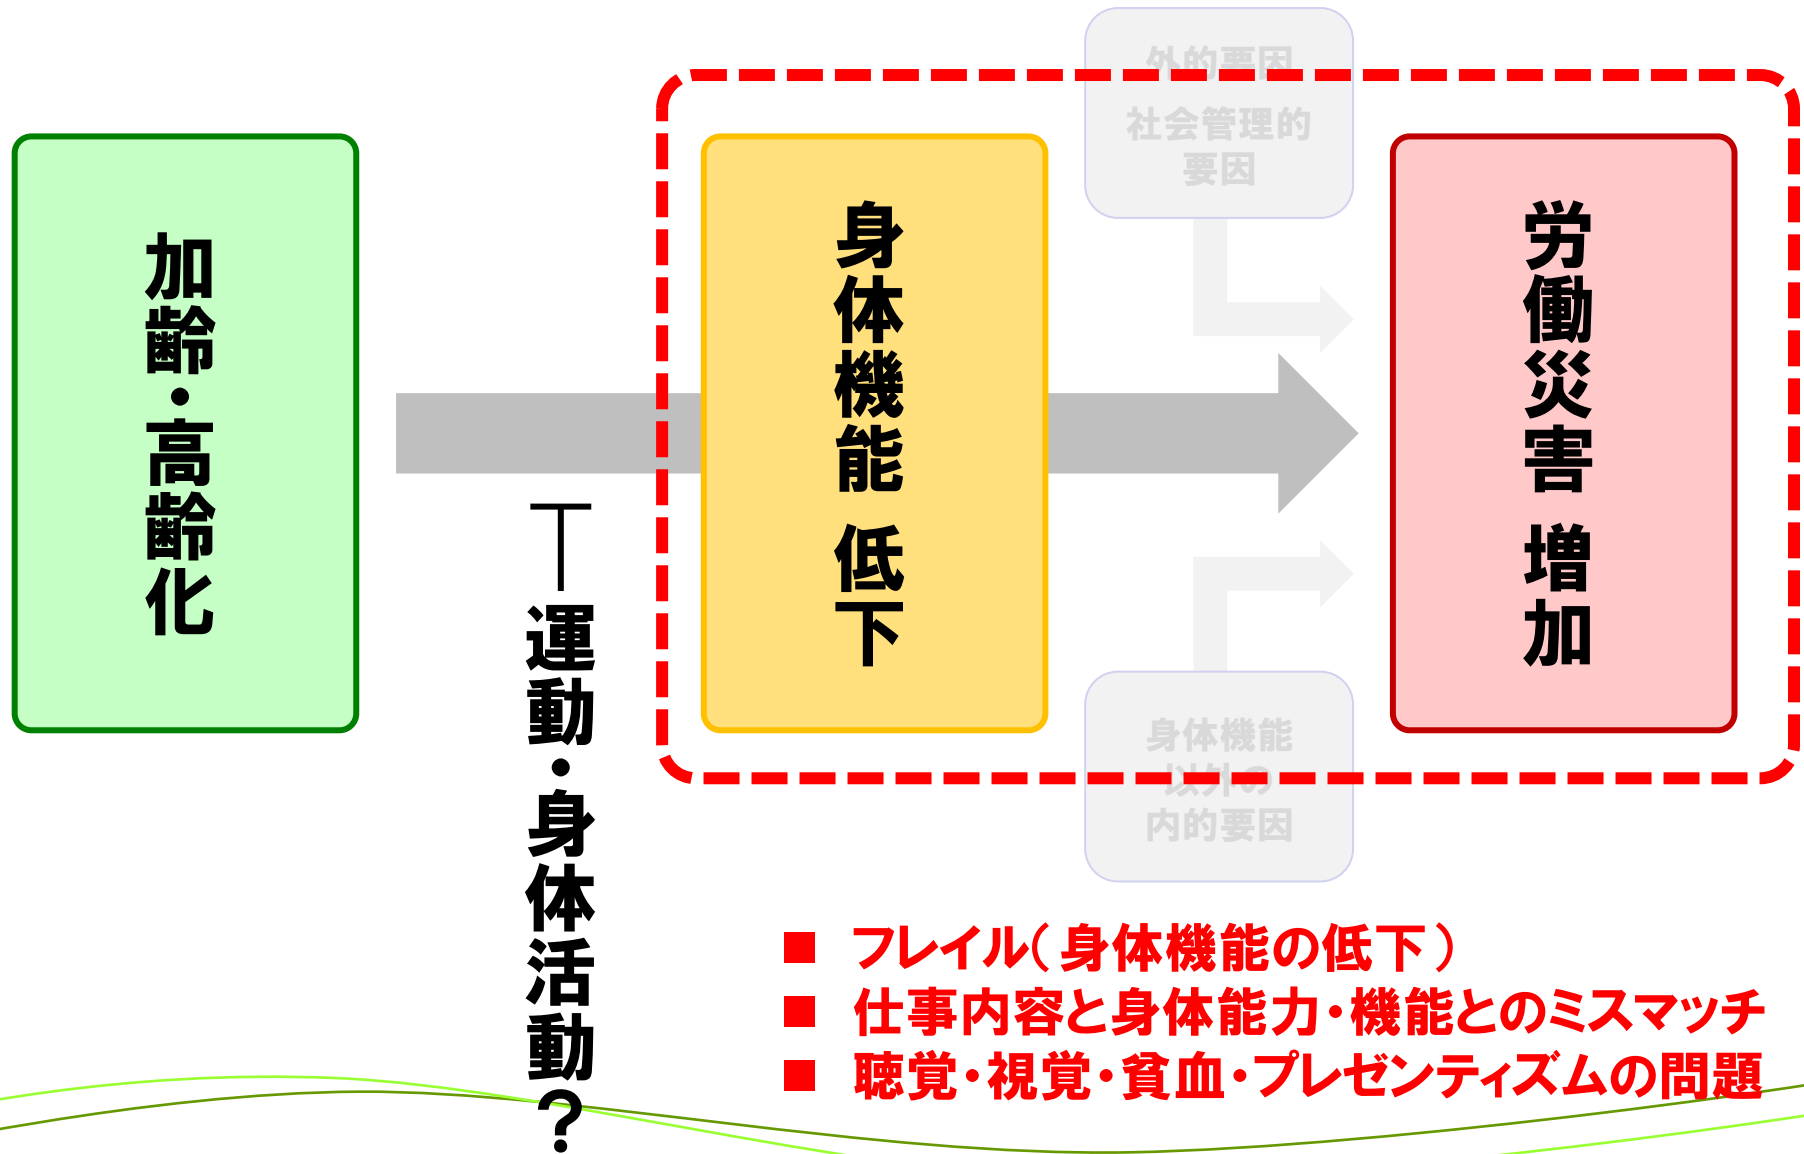 加齢・高齢化
運動・身体活動？
身体機能 低下
外的要因
社会管理的
要因
身体機能
以外の
内的要因
労働災害 増加
■ フレイル（身体機能の低下）
■ 仕事内容と身体能力・機能とのミスマッチ
■ 聴覚・視覚・貧血・プレゼンティズムの問題